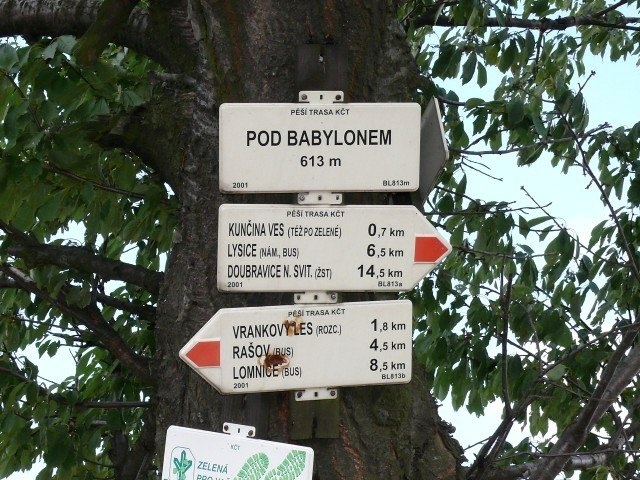 PĚŠÍ TRASA KČT
POD BABYLONEM
613 m
2001 BL813m
PĚŠÍ TRASA KČT
KUNČINA VES (TÉŽ PO ZELENÉ) 0,7 km
LYSICE (NÁM., BUS) 6,5 km
DOUBRAVICE N. SVIT. (ŽST) 14,5 km
2001 BL813a
PĚŠÍ TRASA KČT
VRANKOVY LES (ROZC.) 1,8 km
RAŠOV (BUS) 4,5 km
LOMNICE (BUS) 8,5 km
2001 BL813b
KČT
ZELENÁ